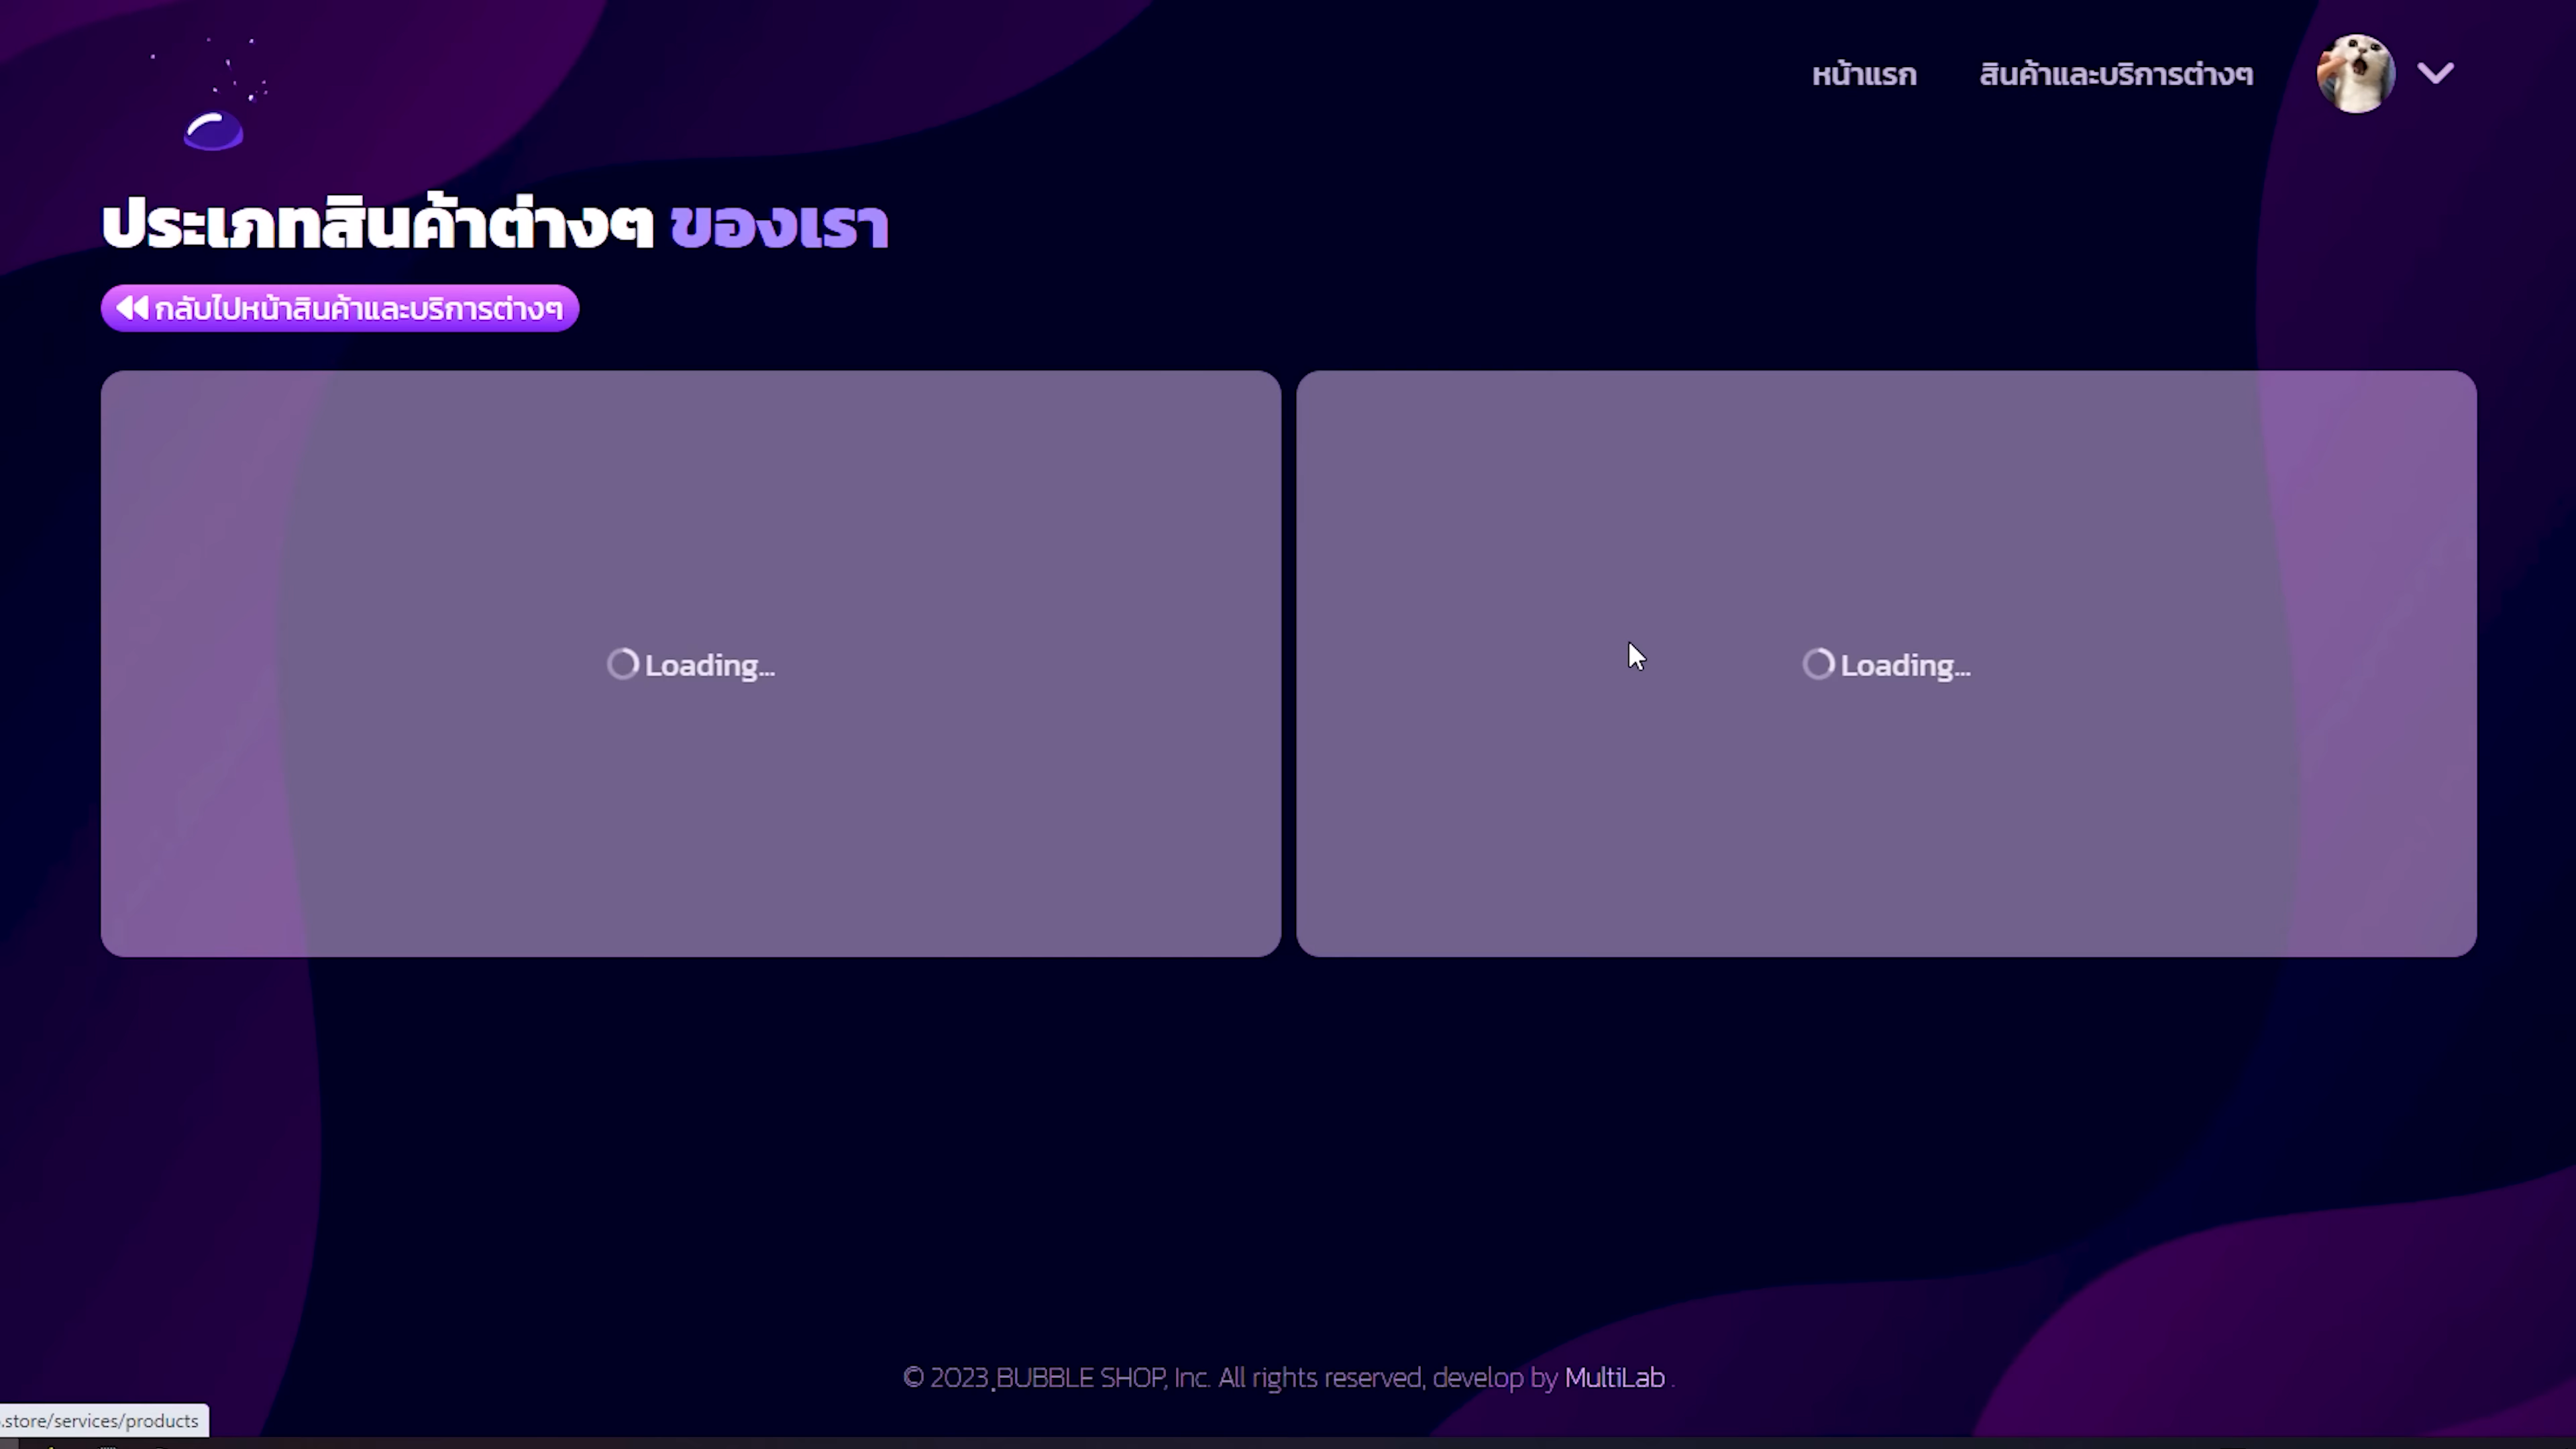 หน้าแรก
สินค้าและบริการต่างๆ
ประเภทสินค้าต่างๆ ของเรา
กลับไปหน้าสินค้าและบริการต่างๆ
Loading...
Loading...
© 2023 BUBBLE SHOP, Inc. All rights reserved, develop by MultiLab .
.store/services/products